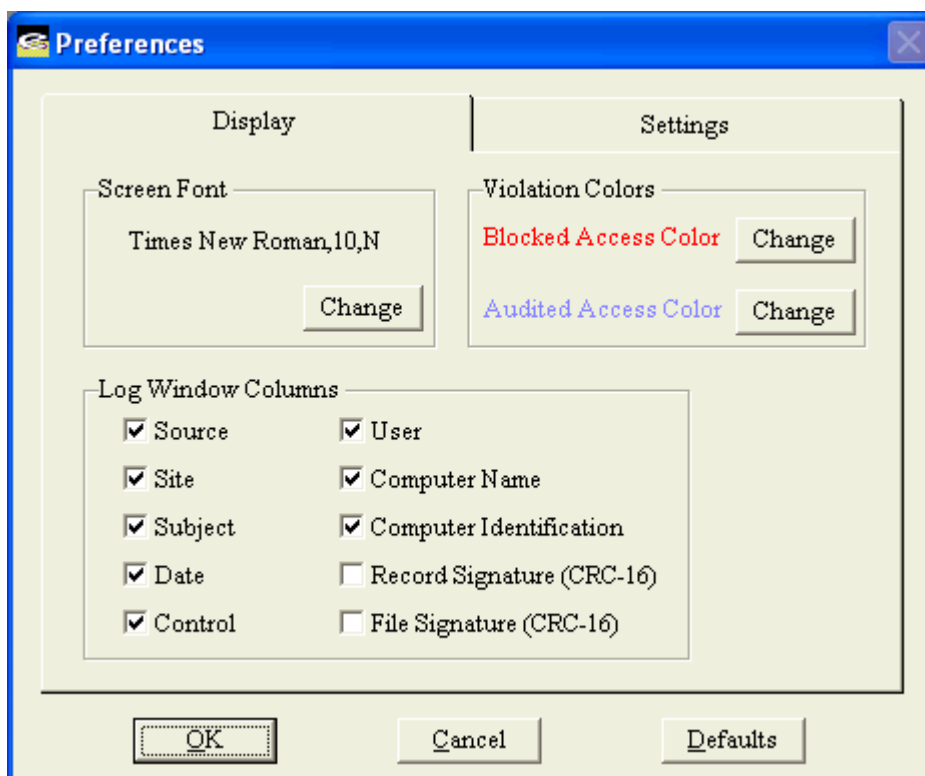 Preferences
Display
Settings
Screen Font
Times New Roman,10,N
Change
Violation Colors
Blocked Access Color
Change
Audited Access Color
Change
Log Window Columns
Source
User
Site
Computer Name
Subject
Computer Identification
Date
Record Signature (CRC-16)
Control
File Signature (CRC-16)
OK
Cancel
Defaults